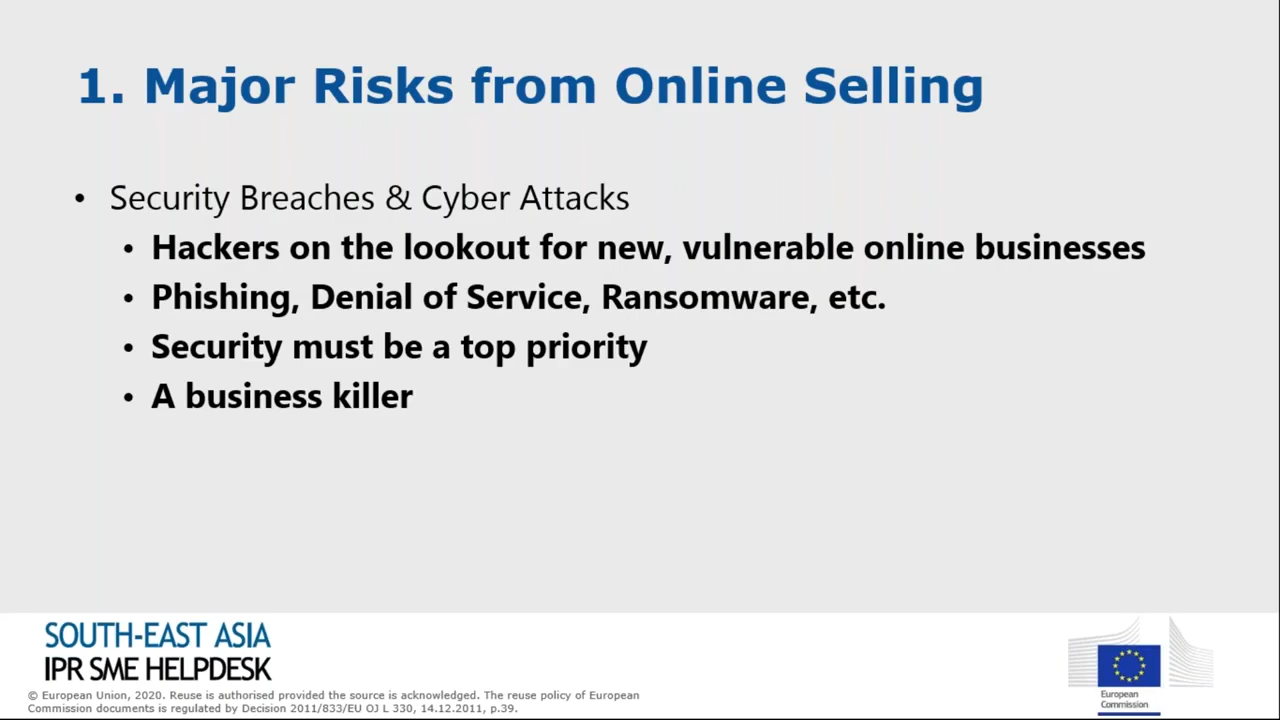 1. Major Risks from Online Selling
• Security Breaches & Cyber Attacks
• Hackers on the lookout for new, vulnerable online businesses
• Phishing, Denial of Service, Ransomware, etc.
• Security must be a top priority
• A business killer
SOUTH-EAST ASIA
IPR SME HELPDESK
© European Union, 2020. Reuse is authorised provided the source is acknowledged. The reuse policy of European
Commission documents is regulated by Decision 2011/833/EU OJ L 330, 14.12.2011, p.39.
European
Commission